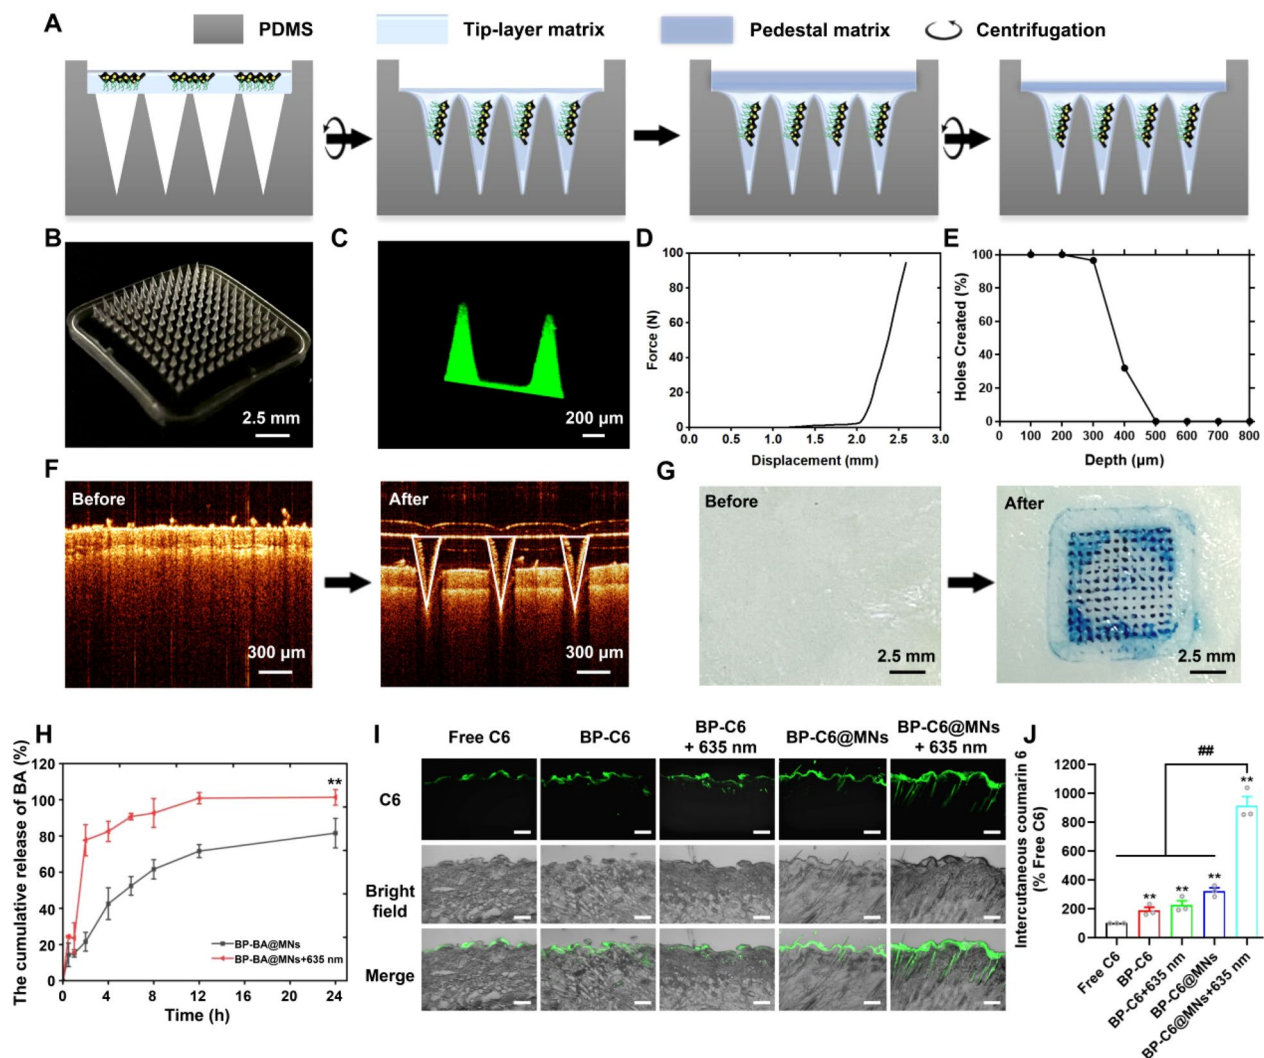 A
PDMS
Tip-layer matrix
Pedestal matrix
Centrifugation
B
2.5 mm
C
200 µm
D
100
80
60
40
20
0
Force (N)
0.0 0.5 1.0 1.5 2.0 2.5 3.0
Displacement (mm)
E
100
80
60
40
20
0
Holes Created (%)
0 100 200 300 400 500 600 700 800
Depth (µm)
F
Before
300 µm
After
300 µm
G
Before
2.5 mm
After
2.5 mm
H
The cumulative release of BA (%)
120
100
80
60
40
20
0
**
BP-BA@MNs
BP-BA@MNs+635 nm
0 4 8 12 16 20 24
Time (h)
I
Free C6
BP-C6
BP-C6
+ 635 nm
BP-C6@MNs
BP-C6@MNs
+ 635 nm
C6
Bright
field
Merge
J
Intercutaneous coumarin 6
(% Free C6)
1200
1000
800
600
400
200
0
##
**
**
**
**
Free C6
BP-C6
BP-C6+635 nm
BP-C6@MNs
BP-C6@MNs+635 nm